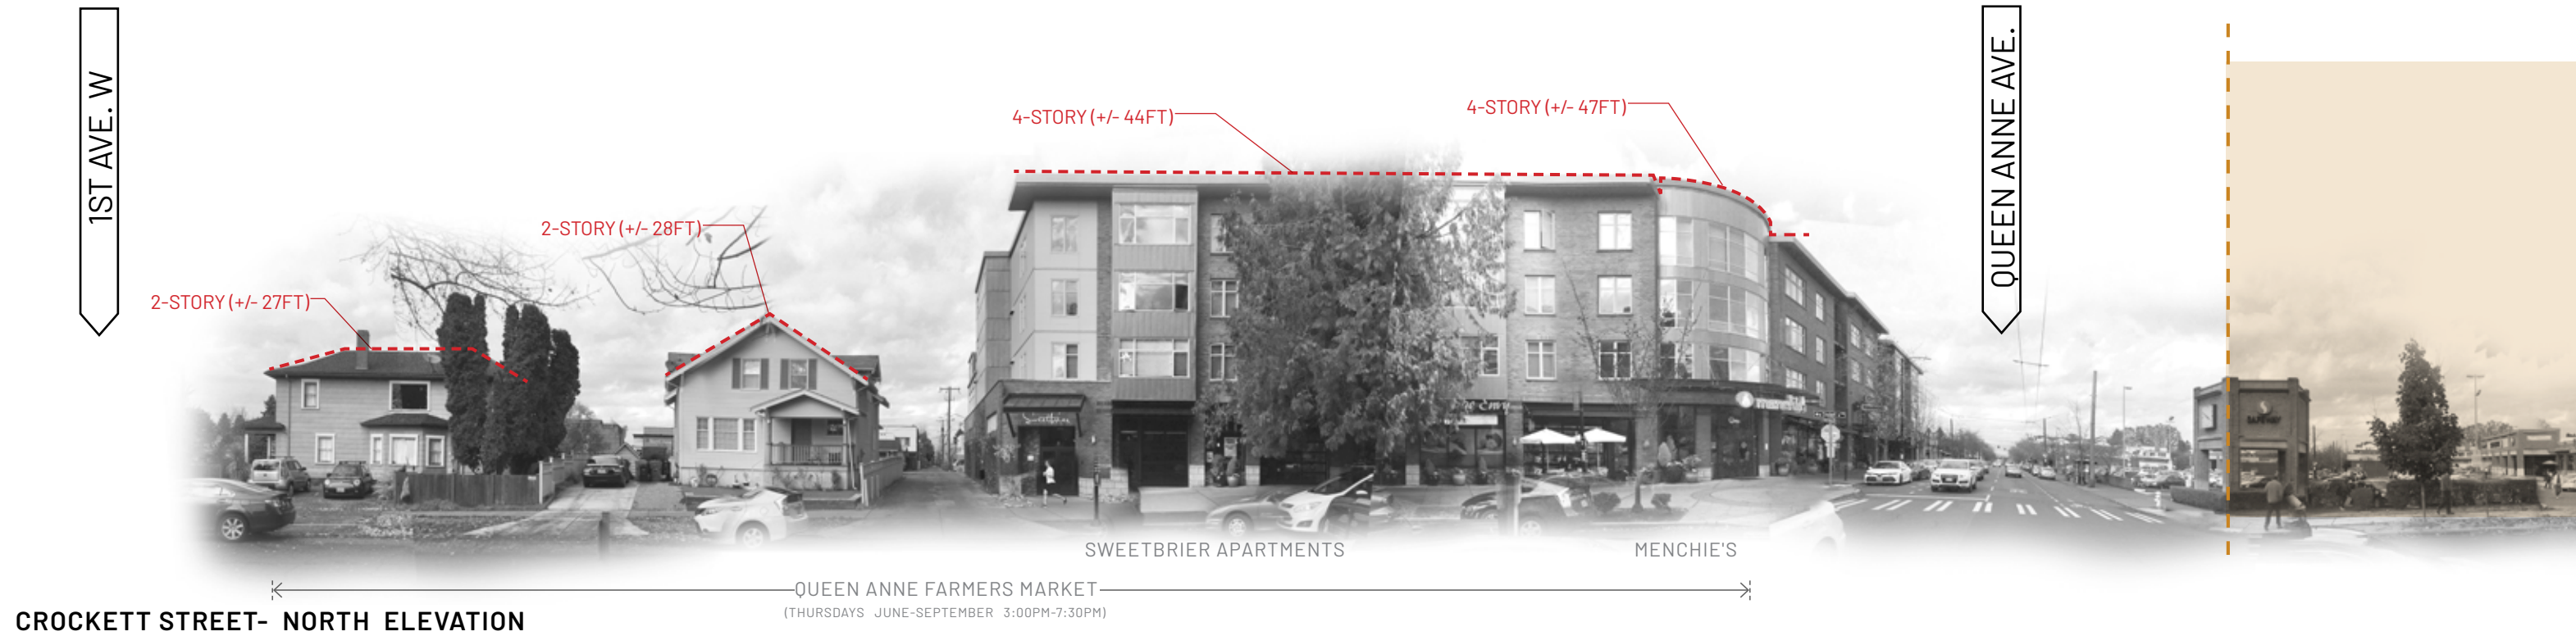 1ST AVE. W
QUEEN ANNE AVE.
4-STORY (+/- 44FT)
4-STORY (+/- 47FT)
2-STORY (+/- 28FT)
2-STORY (+/- 27FT)
SWEETBRIER APARTMENTS
MENCHIE'S
QUEEN ANNE FARMERS MARKET
(THURSDAYS JUNE-SEPTEMBER 3:00PM-7:30PM)
CROCKETT STREET- NORTH ELEVATION